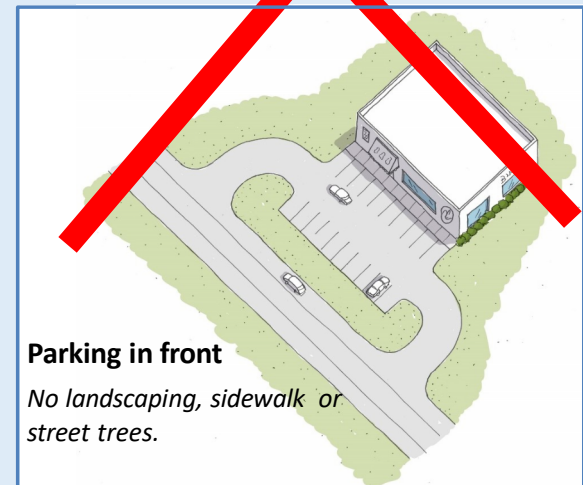 Parking in front
No landscaping, sidewalk or
street trees.